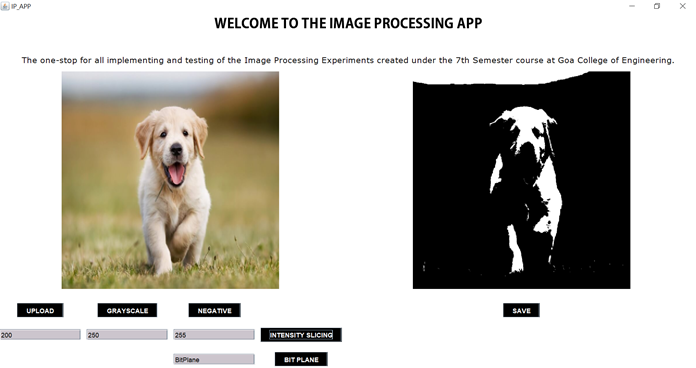 IP_APP
WELCOME TO THE IMAGE PROCESSING APP
The one-stop for all implementing and testing of the Image Processing Experiments created under the 7th Semester course at Goa College of Engineering.
UPLOAD GRAYSCALE NEGATIVE SAVE
200 250 255 INTENSITY SLICING
BitPlane BIT PLANE